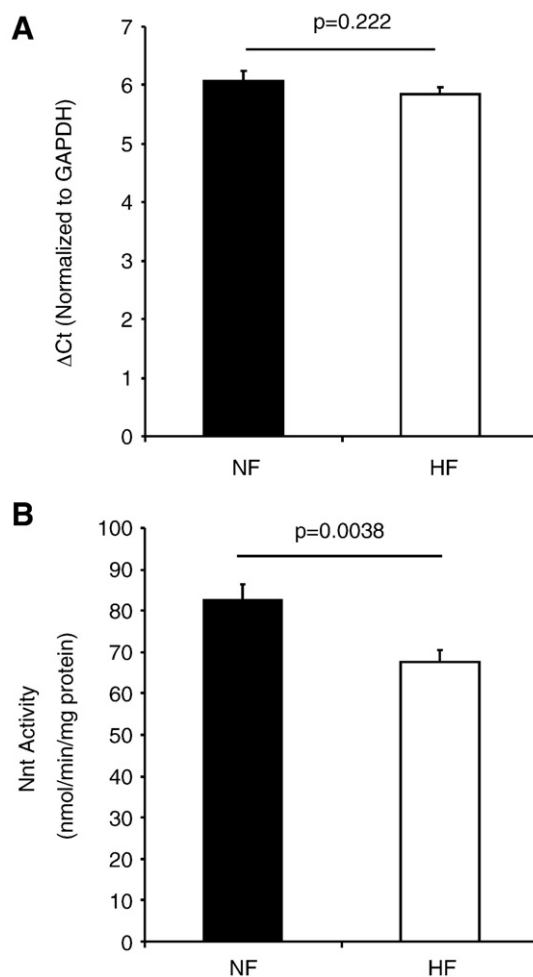 A
p=0.222
ΔCt (Normalized to GAPDH)
7
6
5
4
3
2
1
0
NF
HF
B
p=0.0038
Nnt Activity
(nmol/min/mg protein)
100
90
80
70
60
50
40
30
20
10
0
NF
HF